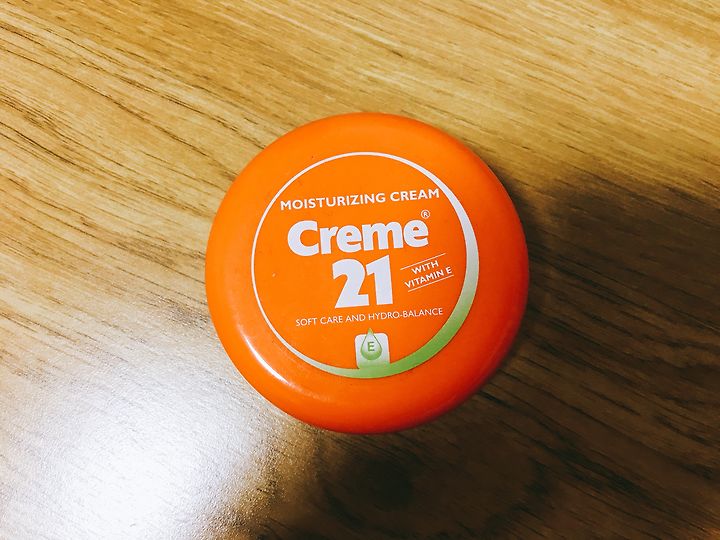 MOISTURIZING CREAM
Creme®
21
WITH
VITAMIN E
SOFT CARE AND HYDRO-BALANCE
E